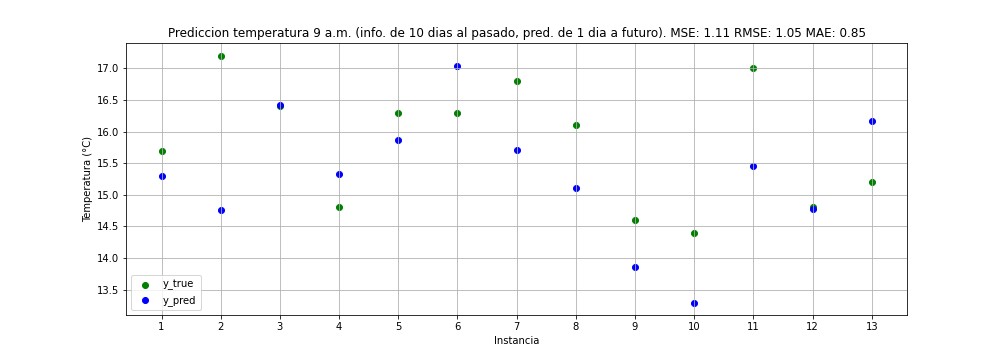 Prediccion temperatura 9 a.m. (info. de 10 dias al pasado, pred. de 1 dia a futuro). MSE: 1.11 RMSE: 1.05 MAE: 0.85
17.0
16.5
16.0
15.5
15.0
14.5
14.0
13.5
Temperatura (°C)
y_true
y_pred
1 2 3 4 5 6 7 8 9 10 11 12 13
Instancia